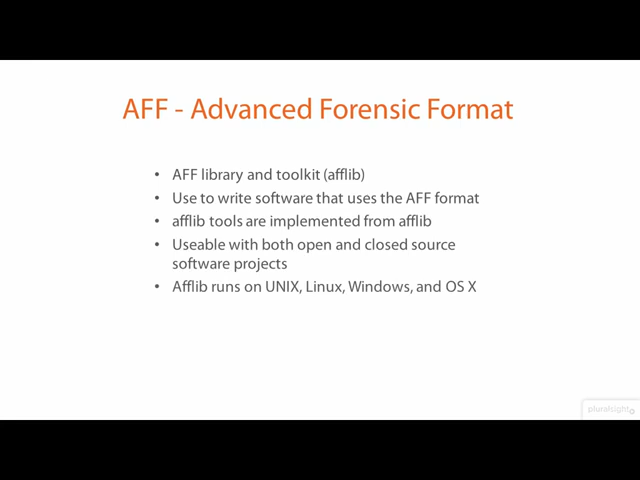 AFF - Advanced Forensic Format
• AFF library and toolkit (afflib)
• Use to write software that uses the AFF format
• afflib tools are implemented from afflib
• Useable with both open and closed source
software projects
• Afflib runs on UNIX, Linux, Windows, and OS X
pluralsight